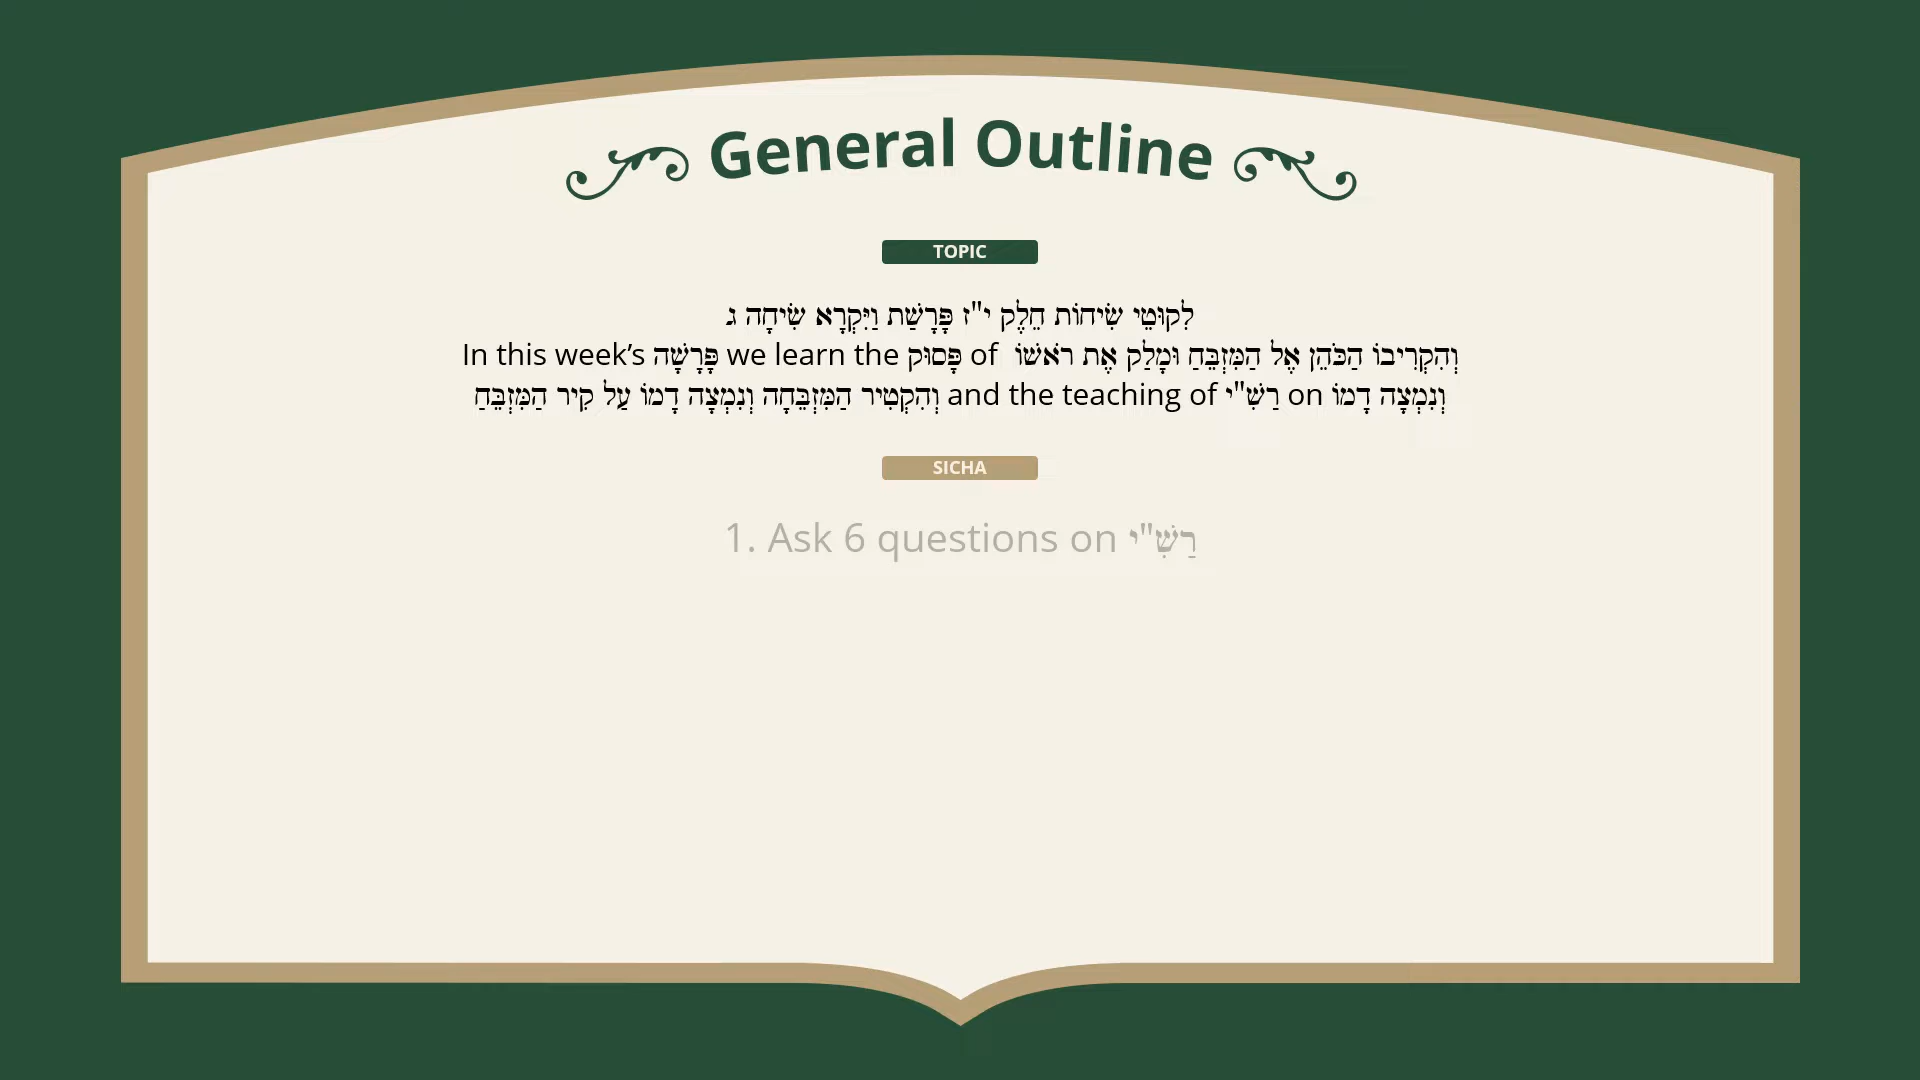 General Outline
TOPIC
לִקוּטֵי שִׂיחוֹת חֵלֶק י"ז פָּרָשַׁת וַיִּקְרָא שִׂיחָה ג
In this week’s פָּרָשָׁה we learn the פָּסוּק of וְהִקְרִיבוֹ הַכֹּהֵן אֶל הַמִּזְבֵּחַ וּמָלַק אֶת רֹאשׁוֹ
וְהִקְטִיר הַמִּזְבֵּחָה וְנִמְצָה דָמוֹ עַל קִיר הַמִּזְבֵּחַ and the teaching of רַשִׁ"י on וְנִמְצָה דָמוֹ
SICHA
1. Ask 6 questions on רַשִׁ"י